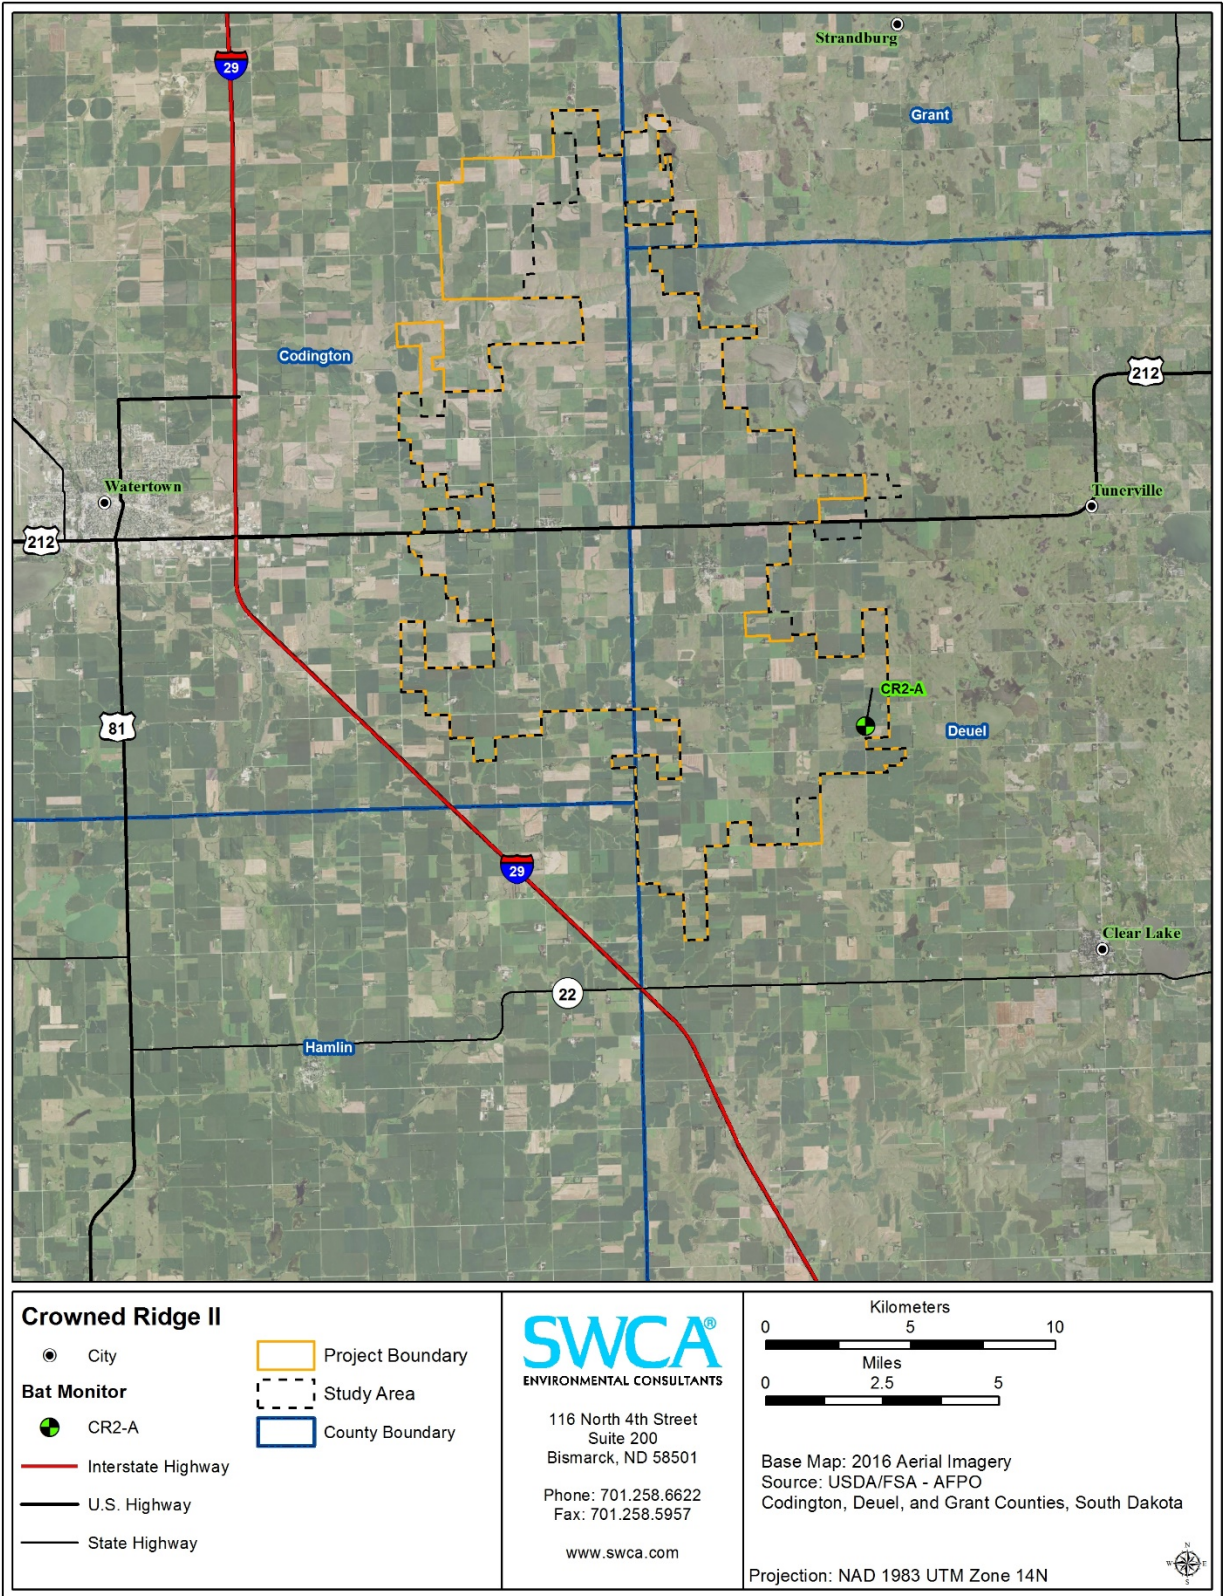 Strandburg
29
Grant
Codington
212
Watertown
Tunerville
212
CR2-A
81
Deuel
29
Clear Lake
22
Hamlin
Crowned Ridge II
City
Bat Monitor
CR2-A
Interstate Highway
U.S. Highway
State Highway
Project Boundary
Study Area
County Boundary
SWCA®
ENVIRONMENTAL CONSULTANTS
116 North 4th Street
Suite 200
Bismarck, ND 58501
Phone: 701.258.6622
Fax: 701.258.5957
www.swca.com
Kilometers
0 5 10
Miles
0 2.5 5
Base Map: 2016 Aerial Imagery
Source: USDA/FSA - AFPO
Codington, Deuel, and Grant Counties, South Dakota
Projection: NAD 1983 UTM Zone 14N
N
W E
S